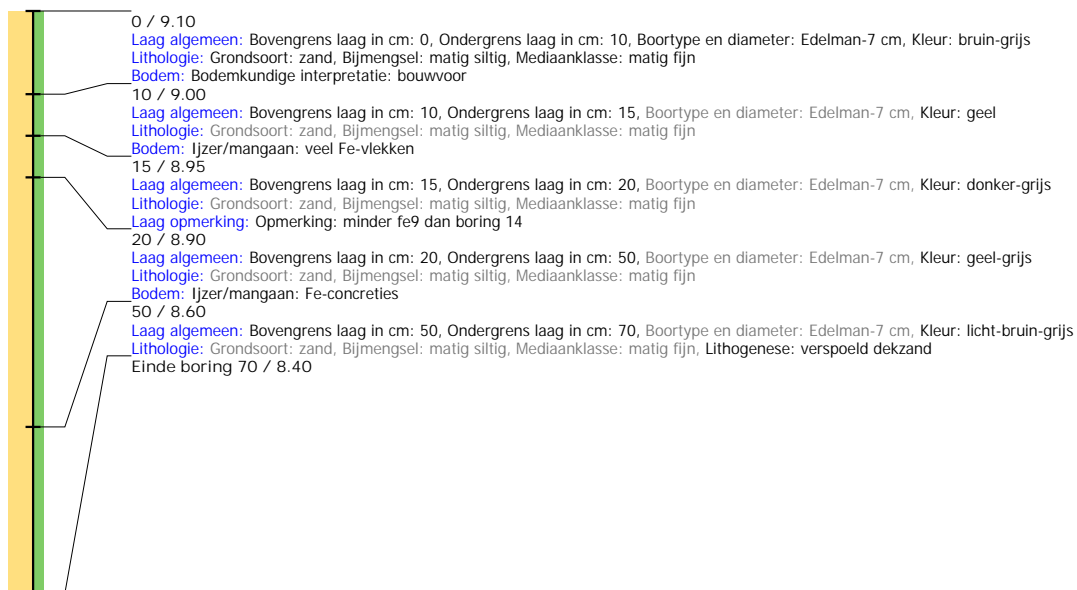 0 / 9.10
Laag algemeen: Bovengrens laag in cm: 0, Ondergrens laag in cm: 10, Boortype en diameter: Edelman-7 cm, Kleur: bruin-grijs
Lithologie: Grondsoort: zand, Bijmengsel: matig siltig, Mediaanklasse: matig fijn
Bodem: Bodemkundige interpretatie: bouwvoor
10 / 9.00
Laag algemeen: Bovengrens laag in cm: 10, Ondergrens laag in cm: 15, Boortype en diameter: Edelman-7 cm, Kleur: geel
Lithologie: Grondsoort: zand, Bijmengsel: matig siltig, Mediaanklasse: matig fijn
Bodem: Ijzer/mangaan: veel Fe-vlekken
15 / 8.95
Laag algemeen: Bovengrens laag in cm: 15, Ondergrens laag in cm: 20, Boortype en diameter: Edelman-7 cm, Kleur: donker-grijs
Lithologie: Grondsoort: zand, Bijmengsel: matig siltig, Mediaanklasse: matig fijn
Laag opmerking: Opmerking: minder fe9 dan boring 14
20 / 8.90
Laag algemeen: Bovengrens laag in cm: 20, Ondergrens laag in cm: 50, Boortype en diameter: Edelman-7 cm, Kleur: geel-grijs
Lithologie: Grondsoort: zand, Bijmengsel: matig siltig, Mediaanklasse: matig fijn
Bodem: Ijzer/mangaan: Fe-concreties
50 / 8.60
Laag algemeen: Bovengrens laag in cm: 50, Ondergrens laag in cm: 70, Boortype en diameter: Edelman-7 cm, Kleur: licht-bruin-grijs
Lithologie: Grondsoort: zand, Bijmengsel: matig siltig, Mediaanklasse: matig fijn, Lithogenese: verspoeld dekzand
Einde boring 70 / 8.40